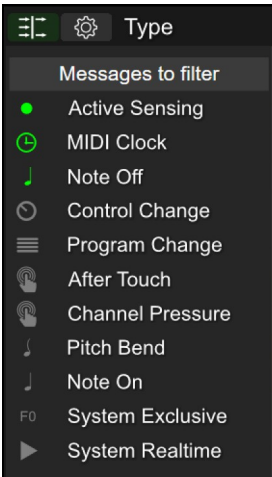 Type
Messages to filter
Active Sensing
MIDI Clock
Note Off
Control Change
Program Change
After Touch
Channel Pressure
Pitch Bend
Note On
F0 System Exclusive
System Realtime